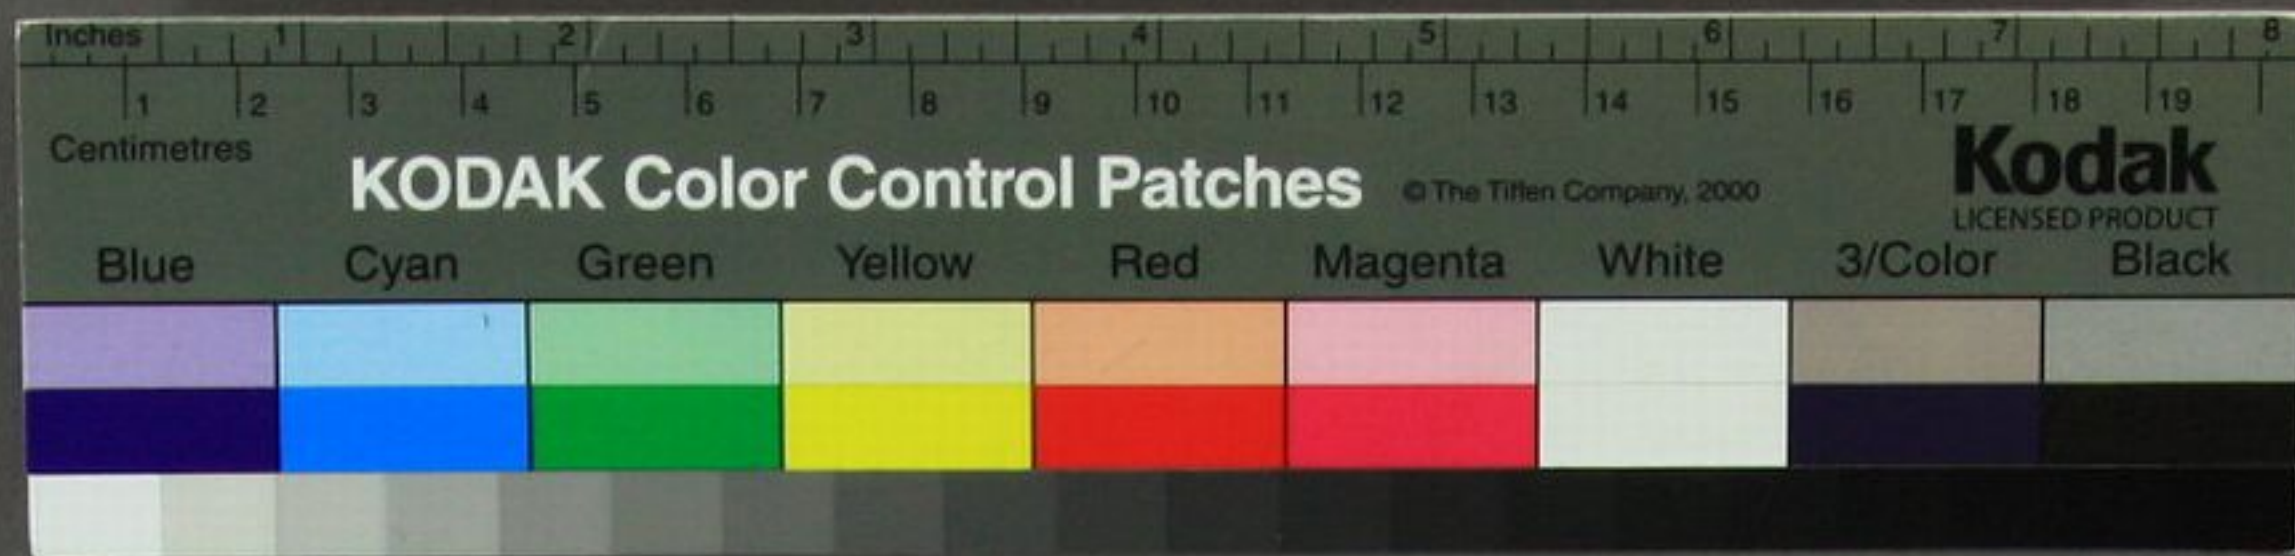 Inches 1 2 3 4 5 6 7 8
1 2 3 4 5 6 7 8 9 10 11 12 13 14 15 16 17 18 19
Centimetres
KODAK Color Control Patches © The Tiffen Company, 2000 Kodak
LICENSED PRODUCT
Blue Cyan Green Yellow Red Magenta White 3/Color Black